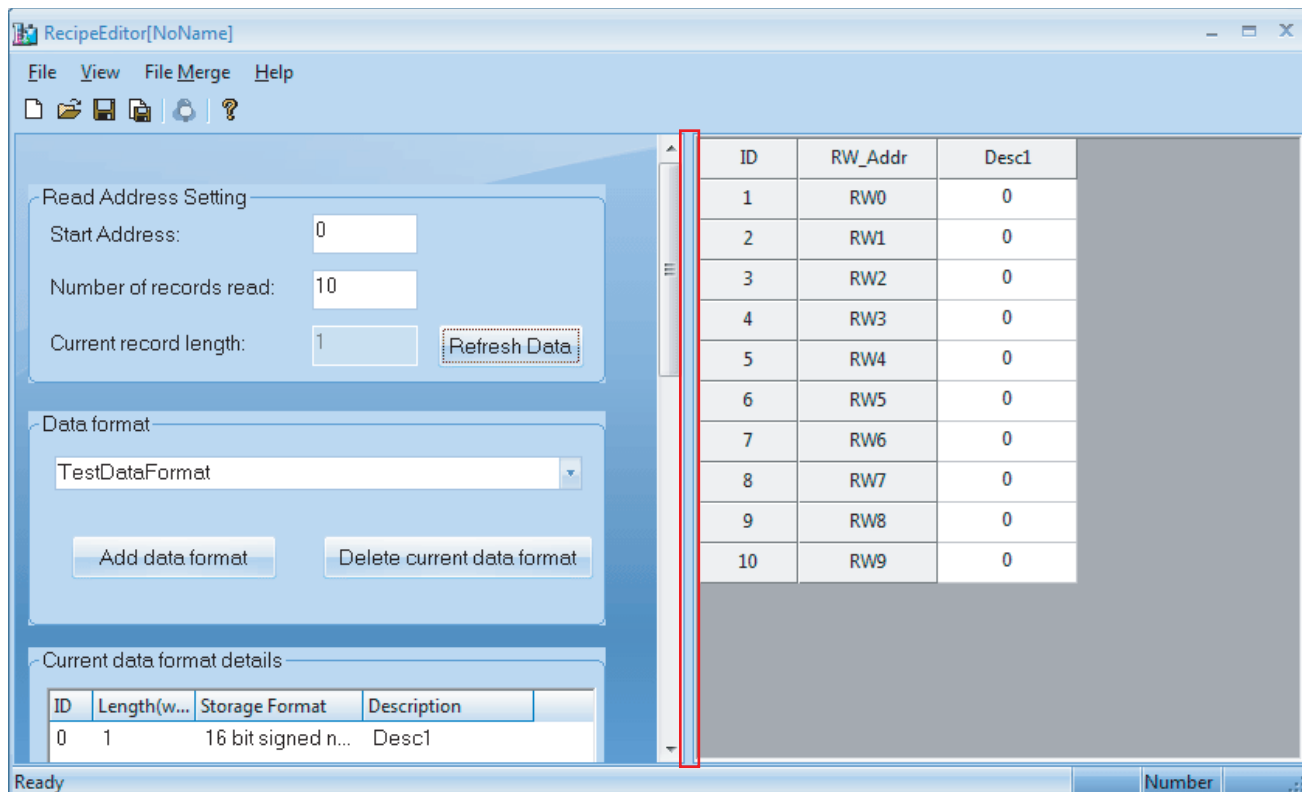 RecipeEditor[NoName]
File View File Merge Help
Read Address Setting
Start Address: 0
Number of records read: 10
Current record length: 1 Refresh Data
Data format
TestDataFormat
Add data format Delete current data format
Current data format details
ID Length(w... Storage Format Description
0 1 16 bit signed n... Desc1
ID RW_Addr Desc1
1 RW0 0
2 RW1 0
3 RW2 0
4 RW3 0
5 RW4 0
6 RW5 0
7 RW6 0
8 RW7 0
9 RW8 0
10 RW9 0
Ready Number